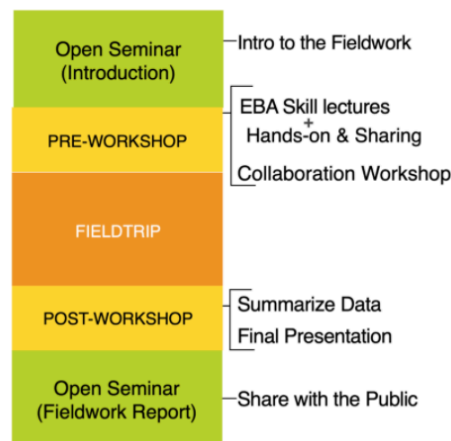 Open Seminar
(Introduction)
Intro to the Fieldwork
PRE-WORKSHOP
EBA Skill lectures
+
Hands-on & Sharing
Collaboration Workshop
FIELDTRIP
POST-WORKSHOP
Summarize Data
Final Presentation
Open Seminar
(Fieldwork Report)
Share with the Public